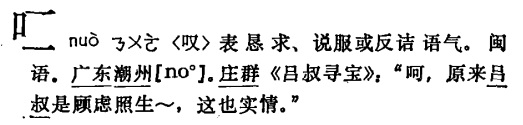 nuò ㄋㄨㄛˋ 〈叹〉表恳求、说服或反诘语气。闽
语。广东潮州[no°]。庄群《吕叔寻宝》：“呵，原来吕
叔是顾虑照生～，这也实情。”